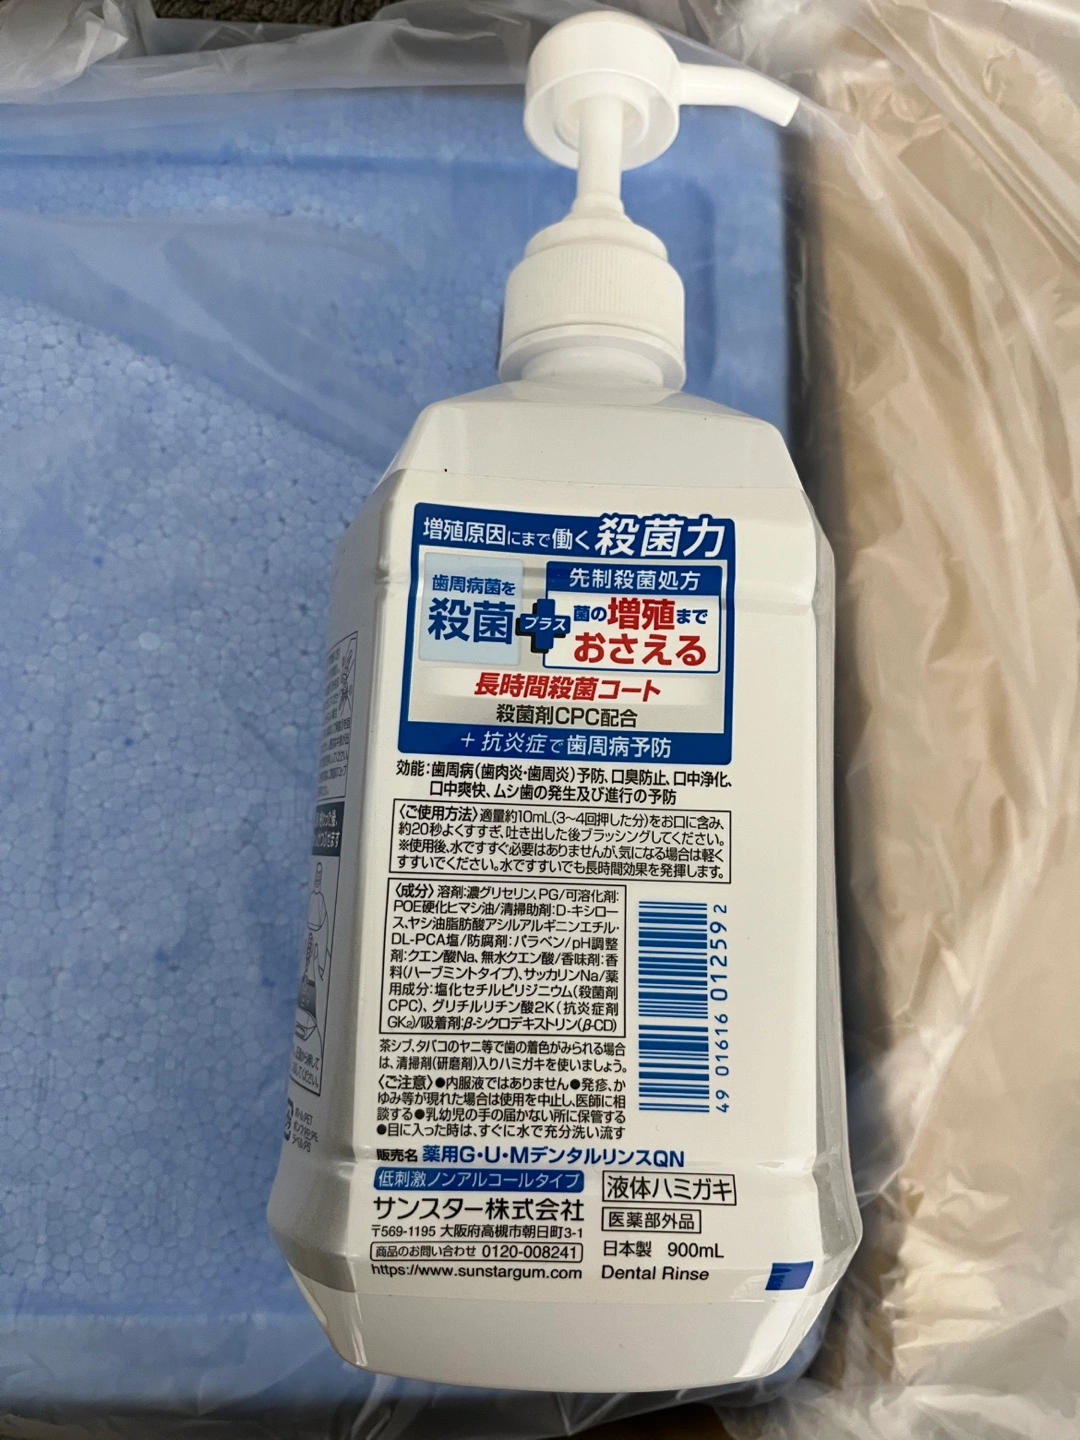 増殖原因にまで働く殺菌力
歯周病菌を
殺菌
プラス
先制殺菌処方
菌の増殖まで
おさえる
長時間殺菌コート
殺菌剤CPC配合
+抗炎症で歯周病予防
効能:歯周病(歯肉炎・歯周炎)予防、口臭防止、口中浄化、
口中爽快、ムシ歯の発生及び進行の予防
〈ご使用方法〉適量約10mL(3~4回押した分)をお口に含み、
約20秒よくすすぎ、吐き出した後ブラッシングしてください。
※使用後、水ですすぐ必要はありませんが、気になる場合は軽く
すすいでください。水ですすいでも長時間効果を発揮します。
〈成分〉溶剤:濃グリセリン、PG/可溶化剤:
POE硬化ヒマシ油/清掃助剤:D-キシロー
ス、ヤシ油脂肪酸アシルアルギニンエチル・
DL-PCA塩/防腐剤:パラベン/pH調整
剤:クエン酸Na、無水クエン酸/香味剤:香
料(ハーブミントタイプ)、サッカリンNa/薬
用成分:塩化セチルピリジニウム(殺菌剤
CPC)、グリチルリチン酸2K(抗炎症剤
GK₂)/吸着剤:β-シクロデキストリン(β-CD)
49 01616 012592
茶シブ、タバコのヤニ等で歯の着色がみられる場合
は、清掃剤(研磨剤)入りハミガキを使いましょう。
〈ご注意〉●内服液ではありません●発疹、か
ゆみ等が現れた場合は使用を中止し、医師に相
談する●乳幼児の手の届かない所に保管する
●目に入った時は、すぐに水で充分洗い流す
販売名 薬用G・U・MデンタルリンスQN
低刺激ノンアルコールタイプ
液体ハミガキ
サンスター株式会社
医薬部外品
〒569-1195 大阪府高槻市朝日町3-1
日本製 900mL
商品のお問い合わせ 0120-008241
https://www.sunstargum.com
Dental Rinse